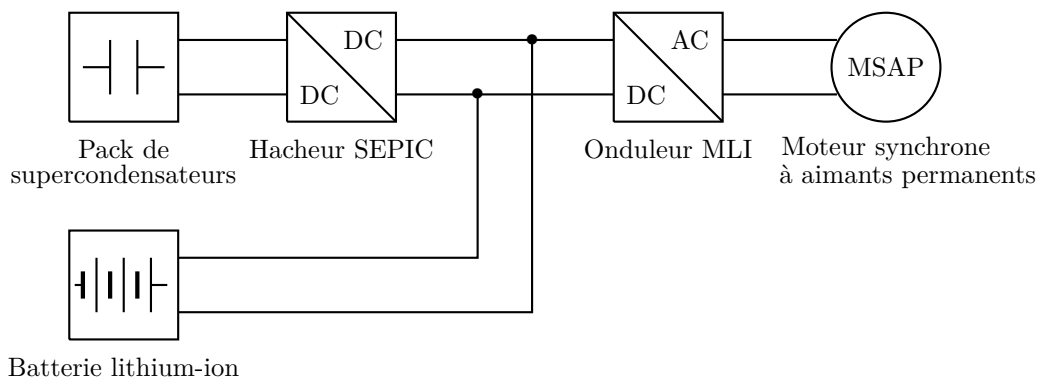 DC
DC
AC
DC
MSAP
Pack de
supercondensateurs
Hacheur SEPIC
Onduleur MLI
Moteur synchrone
à aimants permanents
Batterie lithium-ion